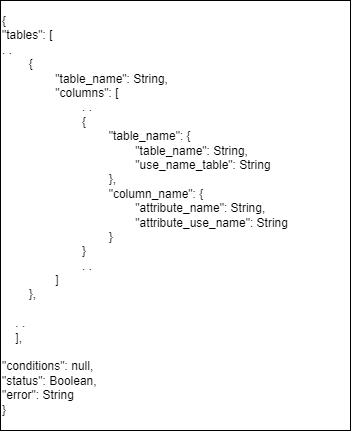 {
"tables": [
. .
{
"table_name": String,
"columns": [
. .
{
"table_name": {
"table_name": String,
"use_name_table": String
},
"column_name": {
"attribute_name": String,
"attribute_use_name": String
}
}
. .
]
},
. .
],
"conditions": null,
"status": Boolean,
"error": String
}